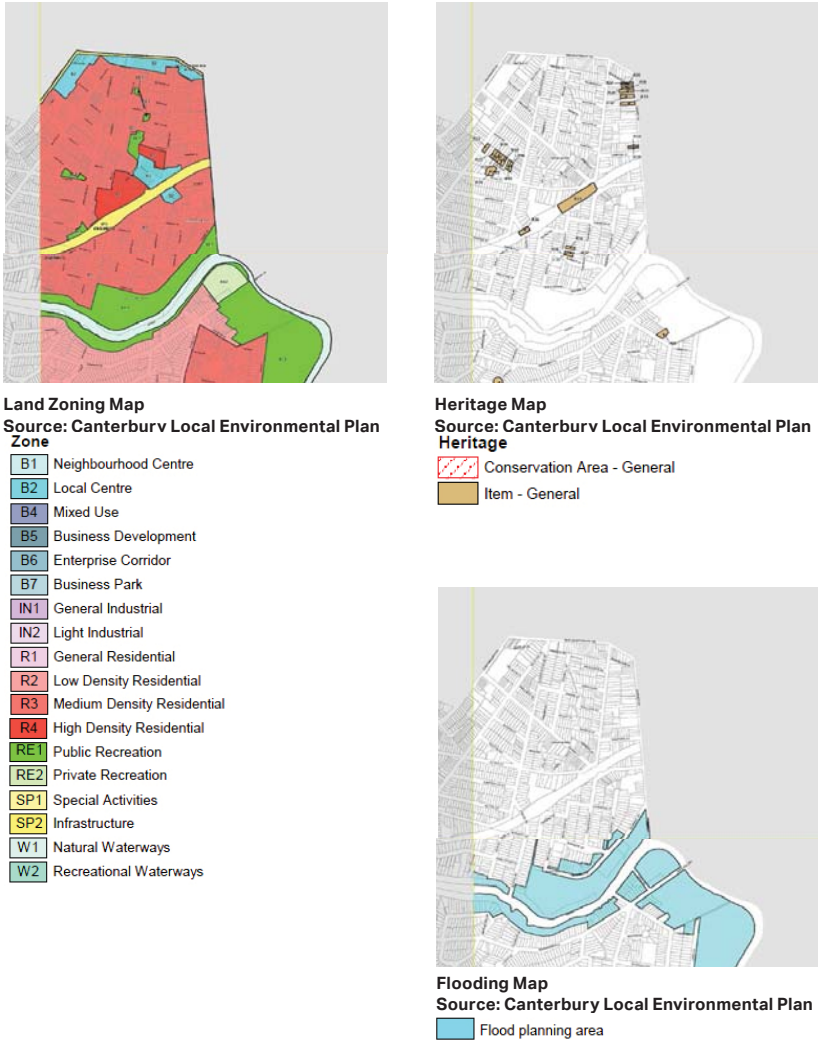 Land Zoning Map
Source: Canterbury Local Environmental Plan
Zone
B1 Neighbourhood Centre
B2 Local Centre
B4 Mixed Use
B5 Business Development
B6 Enterprise Corridor
B7 Business Park
IN1 General Industrial
IN2 Light Industrial
R1 General Residential
R2 Low Density Residential
R3 Medium Density Residential
R4 High Density Residential
RE1 Public Recreation
RE2 Private Recreation
SP1 Special Activities
SP2 Infrastructure
W1 Natural Waterways
W2 Recreational Waterways
Heritage Map
Source: Canterbury Local Environmental Plan
Heritage
Conservation Area - General
Item - General
Flooding Map
Source: Canterbury Local Environmental Plan
Flood planning area